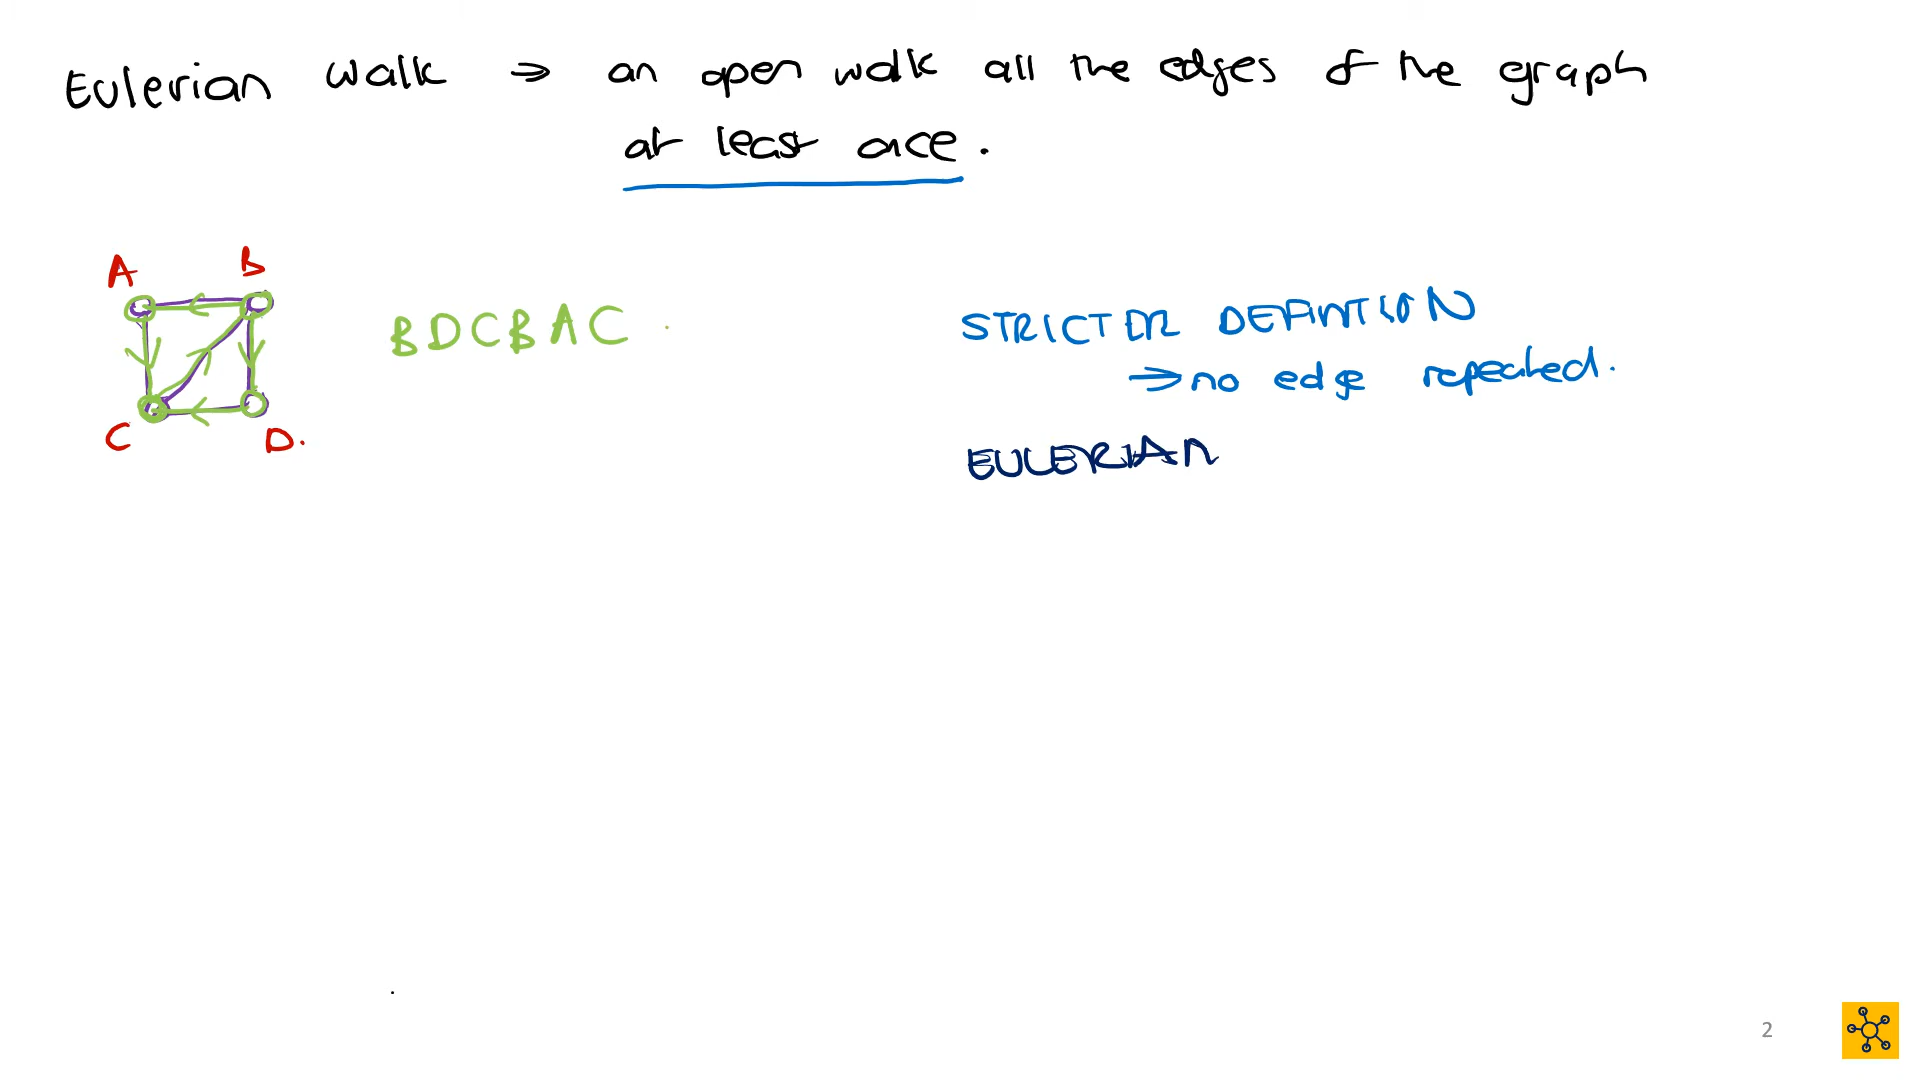 Eulerian walk ⇒ an open walk all the edges of the graph
at least once.
A B
B D C B A C .
C D.
STRICTER DEFINITION
→ no edge repeated.
EULERIAN
2